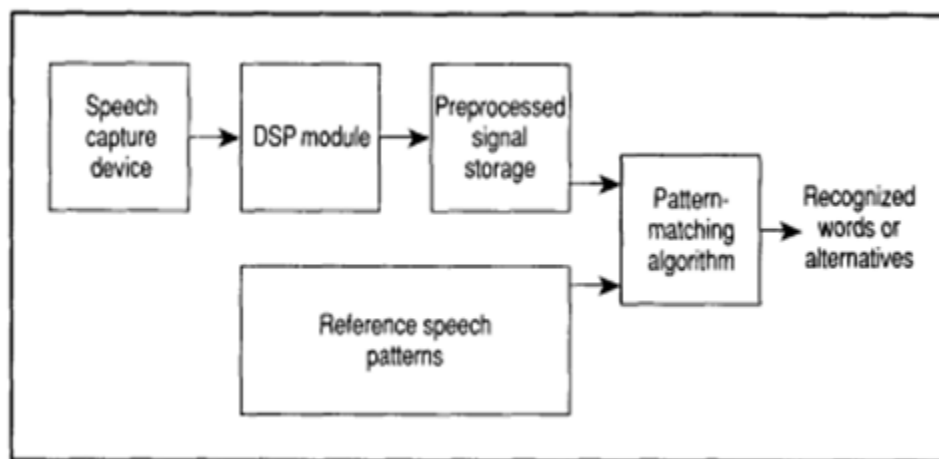 Speech
capture
device
DSP module
Preprocessed
signal
storage
Pattern-
matching
algorithm
Recognized
words or
alternatives
Reference speech
patterns